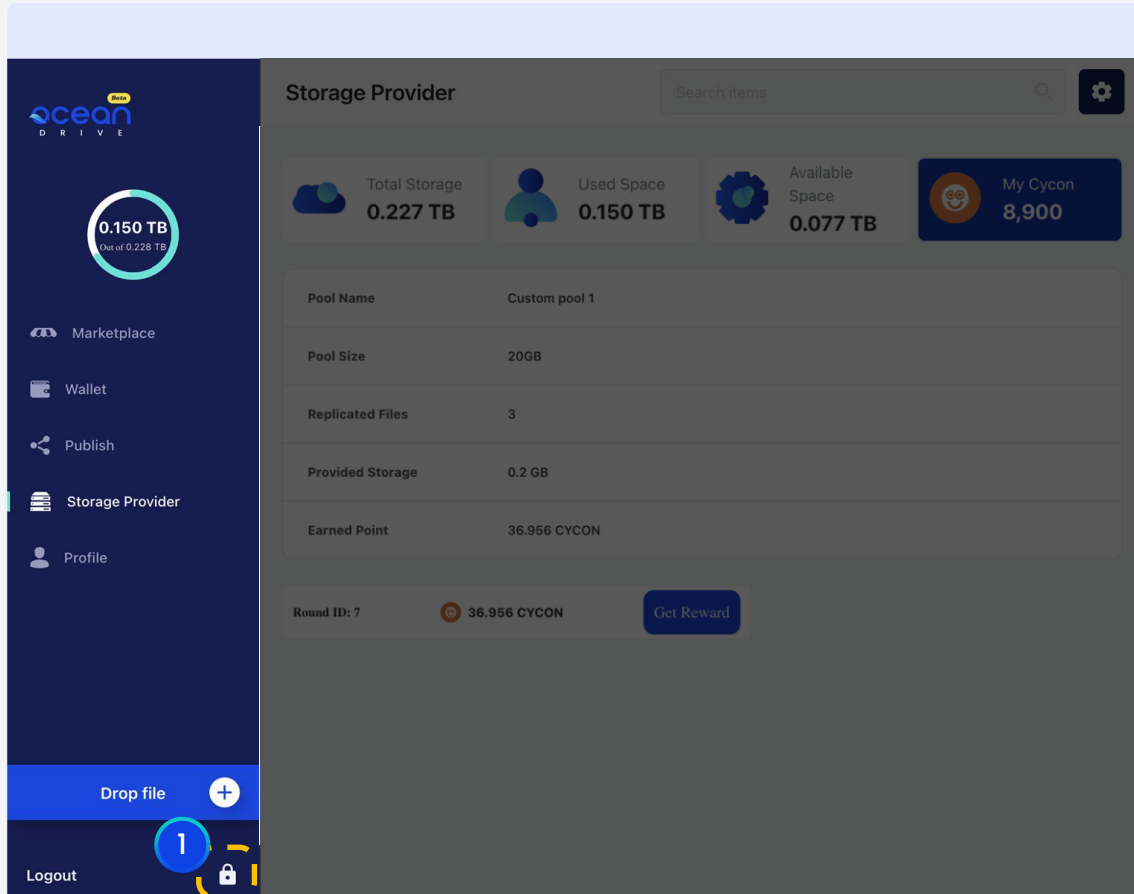 Beta
ocean
DRIVE
0.150 TB
Out of 0.228 TB
Marketplace
Wallet
Publish
Storage Provider
Profile
Drop file
1
Logout
Storage Provider
Search items
Total Storage
0.227 TB
Used Space
0.150 TB
Available
Space
0.077 TB
My Cycon
8,900
Pool Name Custom pool 1
Pool Size 20GB
Replicated Files 3
Provided Storage 0.2 GB
Earned Point 36.956 CYCON
Round ID: 7 36.956 CYCON Get Reward